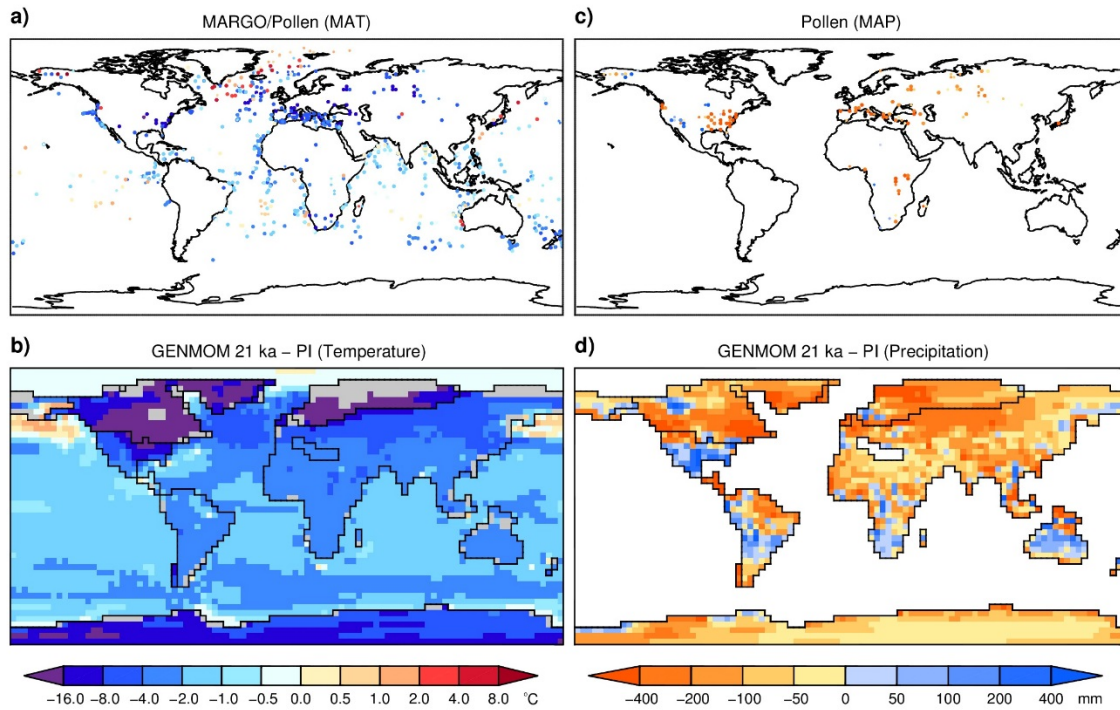 a) MARGO/Pollen (MAT)
c) Pollen (MAP)
b) GENMOM 21 ka − PI (Temperature)
d) GENMOM 21 ka − PI (Precipitation)
−16.0 −8.0 −4.0 −2.0 −1.0 −0.5 0.0 0.5 1.0 2.0 4.0 8.0 °C
−400 −200 −100 −50 0 50 100 200 400 mm